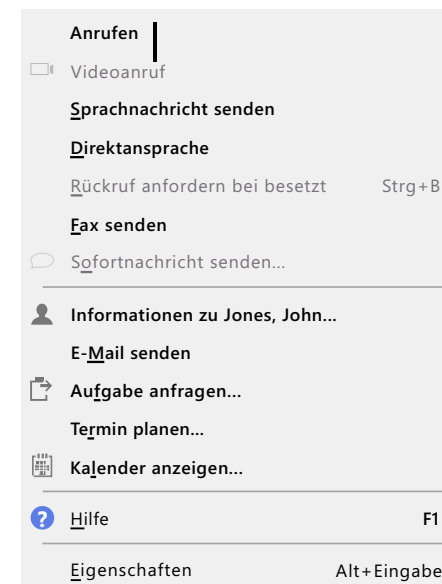 Anrufen
Videoanruf
Sprachnachricht senden
Direktansprache
Rückruf anfordern bei besetzt Strg+B
Fax senden
Sofortnachricht senden...
Informationen zu Jones, John...
E-Mail senden
Aufgabe anfragen...
Termin planen...
Kalender anzeigen...
? Hilfe F1
Eigenschaften Alt+Eingabe